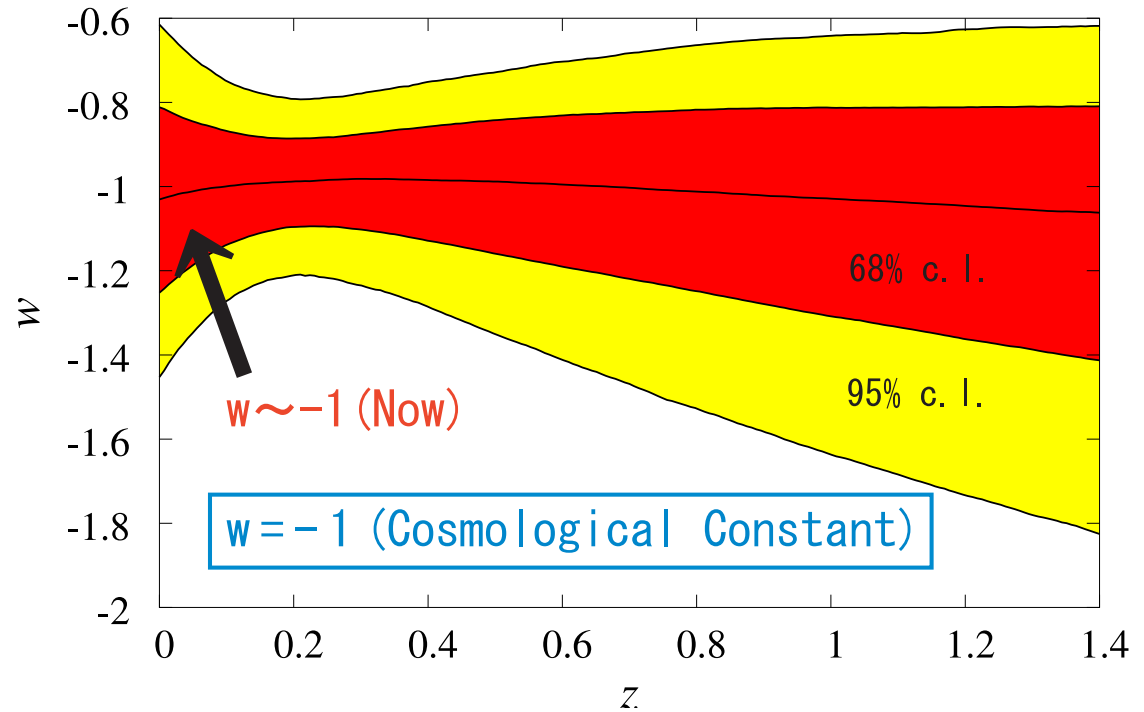 -0.6
-0.8
-1
-1.2
-1.4
-1.6
-1.8
-2
w
68% c.l.
95% c.l.
w～-1(Now)
w=-1(Cosmological Constant)
0 0.2 0.4 0.6 0.8 1 1.2 1.4
z